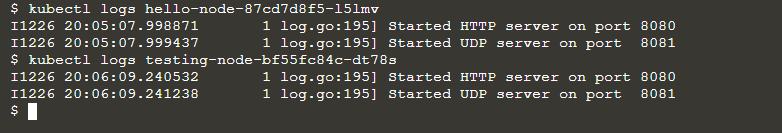 $ kubectl logs hello-node-87cd7d8f5-l5lmv
I1226 20:05:07.998871       1 log.go:195] Started HTTP server on port 8080
I1226 20:05:07.999437       1 log.go:195] Started UDP server on port  8081
$ kubectl logs testing-node-bf55fc84c-dt78s
I1226 20:06:09.240532       1 log.go:195] Started HTTP server on port 8080
I1226 20:06:09.241238       1 log.go:195] Started UDP server on port  8081
$